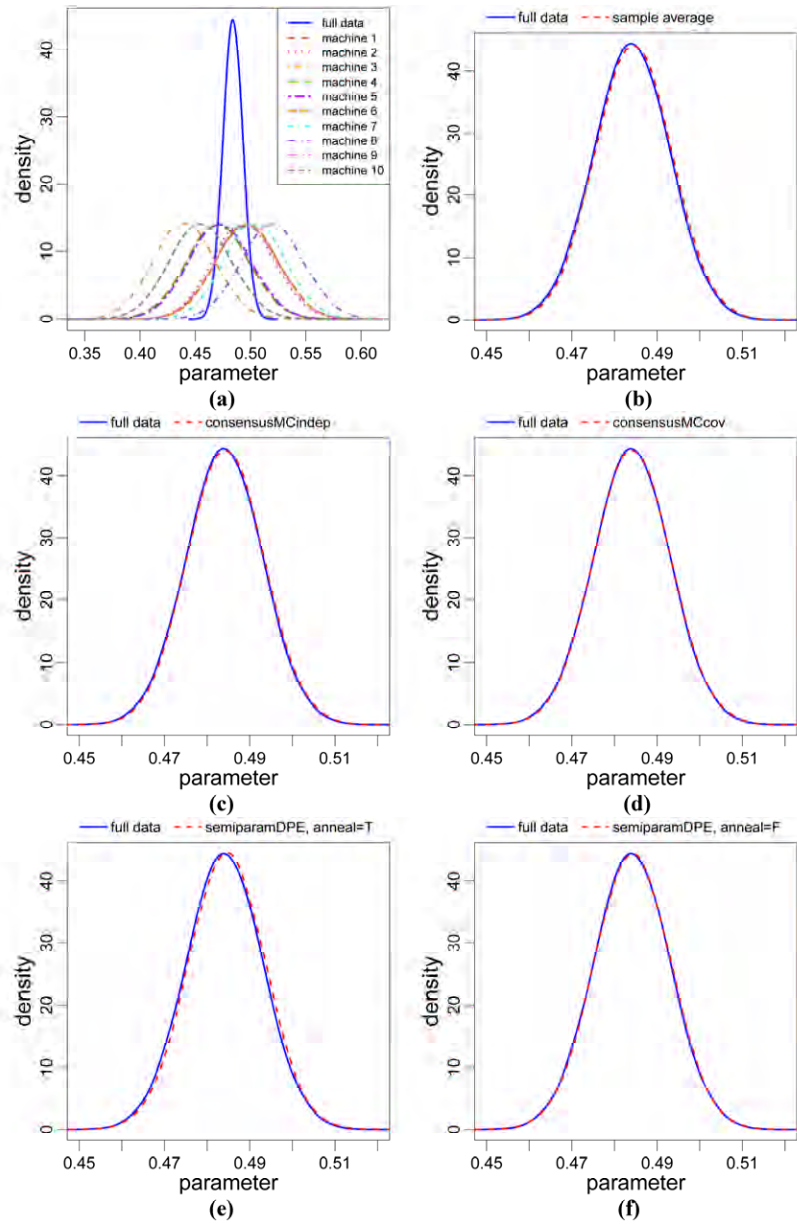 full data
machine 1
machine 2
machine 3
machine 4
machine 5
machine 6
machine 7
machine 8
machine 9
machine 10
density
0 10 20 30 40
0.35 0.40 0.45 0.50 0.55 0.60
parameter
(a)
full data sample average
density
0 10 20 30 40
0.45 0.47 0.49 0.51
parameter
(b)
full data consensusMCindep
density
0 10 20 30 40
0.45 0.47 0.49 0.51
parameter
(c)
full data consensusMCcov
density
0 10 20 30 40
0.45 0.47 0.49 0.51
parameter
(d)
full data semiparamDPE, anneal=T
density
0 10 20 30 40
0.45 0.47 0.49 0.51
parameter
(e)
full data semiparamDPE, anneal=F
density
0 10 20 30 40
0.45 0.47 0.49 0.51
parameter
(f)